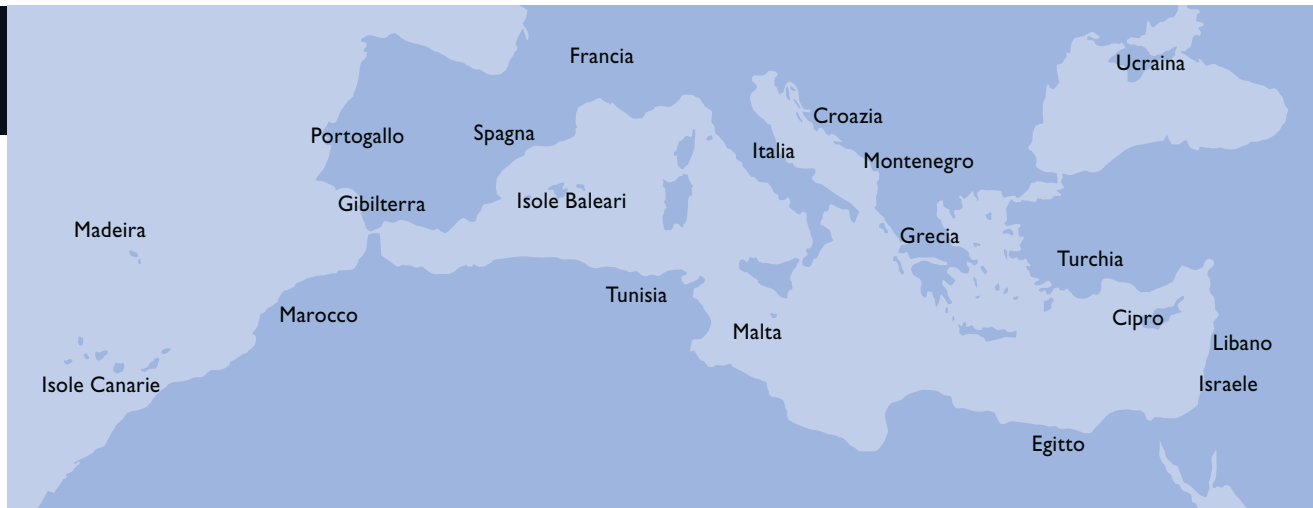 Francia
Ucraina
Croazia
Portogallo
Spagna
Italia
Montenegro
Isole Baleari
Gibilterra
Madeira
Grecia
Turchia
Tunisia
Marocco
Cipro
Malta
Libano
Isole Canarie
Israele
Egitto